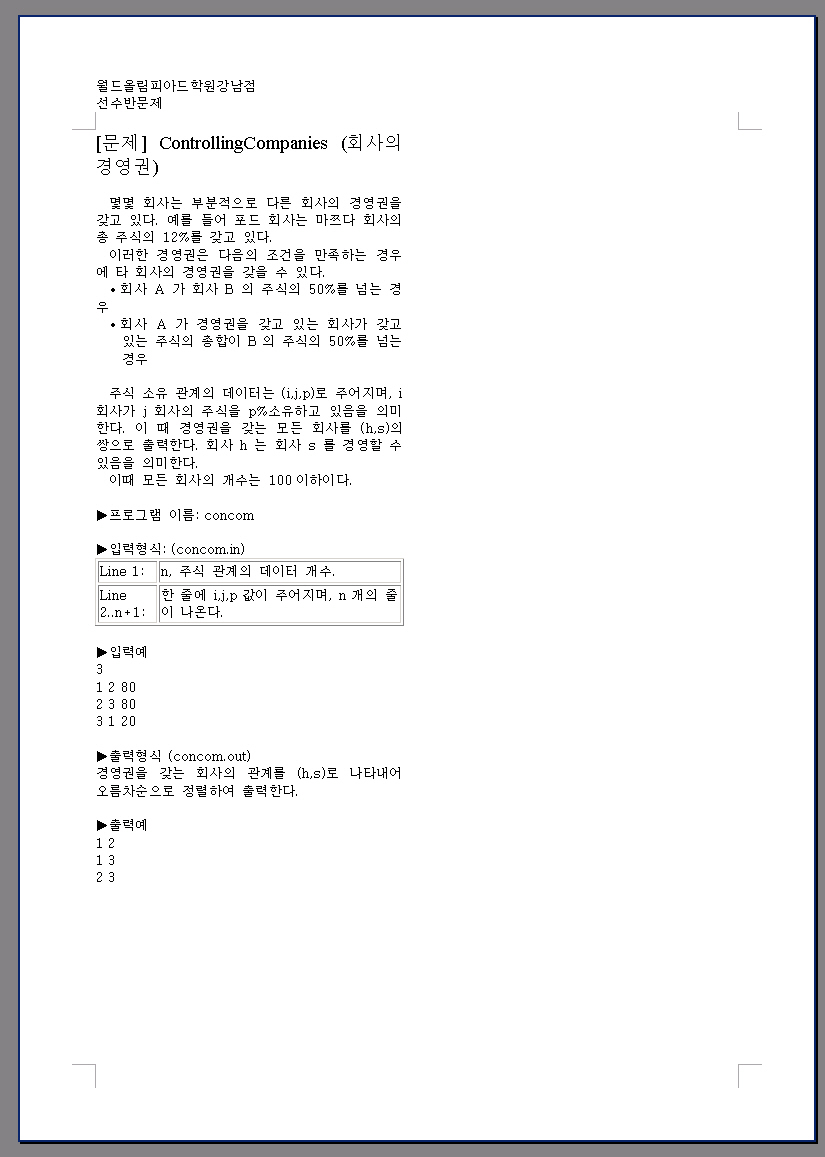 월드올림피아드학원강남점
선수반문제
[문제] ControllingCompanies (회사의
경영권)
몇몇 회사는 부분적으로 다른 회사의 경영권을
갖고 있다. 예를 들어 포드 회사는 마쯔다 회사의
총 주식의 12%를 갖고 있다.
이러한 경영권은 다음의 조건을 만족하는 경우
에 타 회사의 경영권을 갖을 수 있다.
•회사 A 가 회사 B 의 주식의 50%를 넘는 경
우
•회사 A 가 경영권을 갖고 있는 회사가 갖고
있는 주식의 총합이 B 의 주식의 50%를 넘는
경우
주식 소유 관계의 데이터는 (i,j,p)로 주어지며, i
회사가 j 회사의 주식을 p%소유하고 있음을 의미
한다. 이 때 경영권을 갖는 모든 회사를 (h,s)의
쌍으로 출력한다. 회사 h 는 회사 s 를 경영할 수
있음을 의미한다.
이때 모든 회사의 개수는 100이하이다.
▶프로그램 이름: concom
▶입력형식: (concom.in)
Line 1: n, 주식 관계의 데이터 개수.
Line 한 줄에 i,j,p 값이 주어지며, n 개의 줄
2..n+1: 이 나온다.
▶입력예
3
1 2 80
2 3 80
3 1 20
▶출력형식 (concom.out)
경영권을 갖는 회사의 관계를 (h,s)로 나타내어
오름차순으로 정렬하여 출력한다.
▶출력예
1 2
1 3
2 3